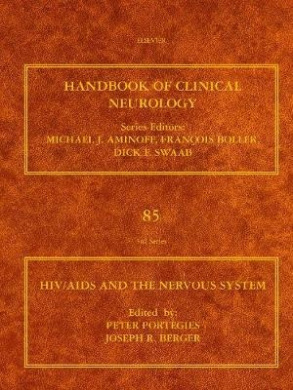 ELSEVIER
HANDBOOK OF CLINICAL
NEUROLOGY
Series Editors:
MICHAEL J. AMINOFF, FRANÇOIS BOLLER,
DICK F. SWAAB
85
3rd Series
HIV/AIDS AND THE NERVOUS SYSTEM
Edited by:
PETER PORTEGIES
JOSEPH R. BERGER